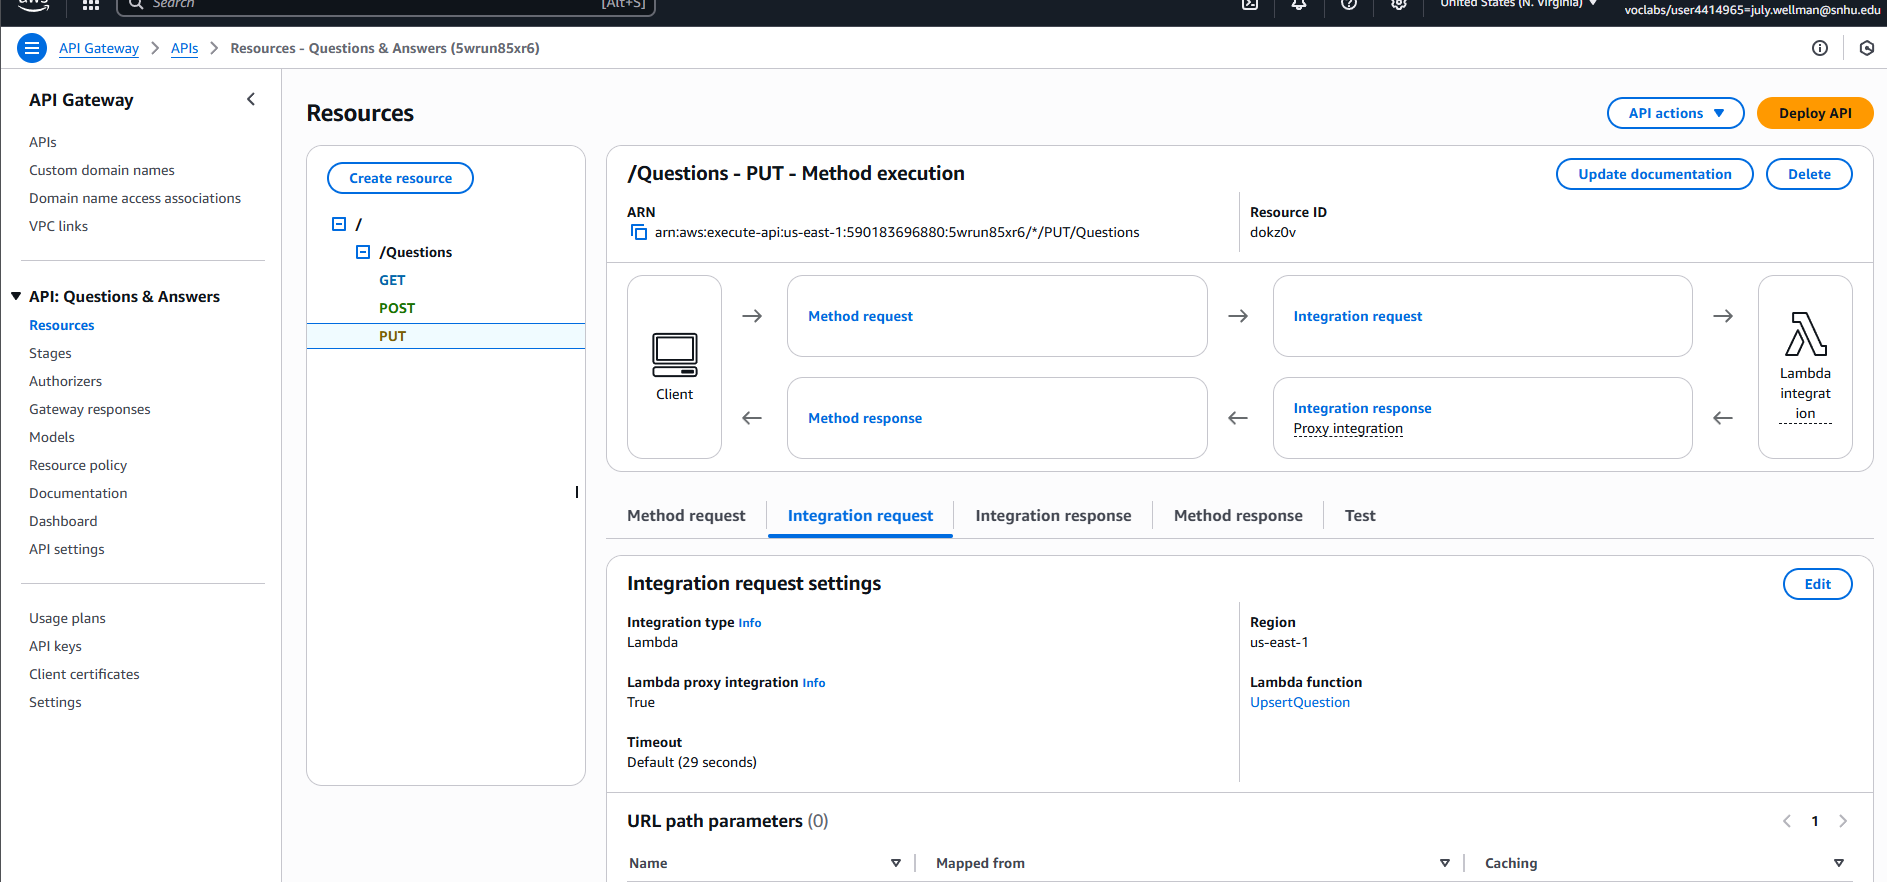 aws
Search
[Alt+S]
United States (N. Virginia)
voclabs/user4414965=july.wellman@snhu.edu
API Gateway
APIs
Resources - Questions & Answers (5wrun85xr6)
API Gateway
APIs
Custom domain names
Domain name access associations
VPC links
API: Questions & Answers
Resources
Stages
Authorizers
Gateway responses
Models
Resource policy
Documentation
Dashboard
API settings
Usage plans
API keys
Client certificates
Settings
Resources
API actions
Deploy API
Create resource
/
/Questions
GET
POST
PUT
/Questions - PUT - Method execution
Update documentation
Delete
ARN
arn:aws:execute-api:us-east-1:590183696880:5wrun85xr6/*/PUT/Questions
Resource ID
dokz0v
Client
Method request
Integration request
Method response
Integration response
Proxy integration
Lambda
integrat
ion
Method request
Integration request
Integration response
Method response
Test
Integration request settings
Edit
Integration type Info
Lambda
Region
us-east-1
Lambda proxy integration Info
True
Lambda function
UpsertQuestion
Timeout
Default (29 seconds)
URL path parameters (0)
1
Name
Mapped from
Caching